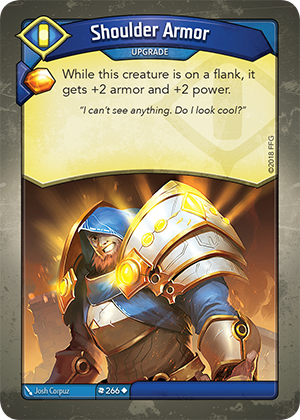 Shoulder Armor
UPGRADE
While this creature is on a flank, it
gets +2 armor and +2 power.
“I can’t see anything. Do I look cool?”
©2018 FFG
Josh Corpuz
266